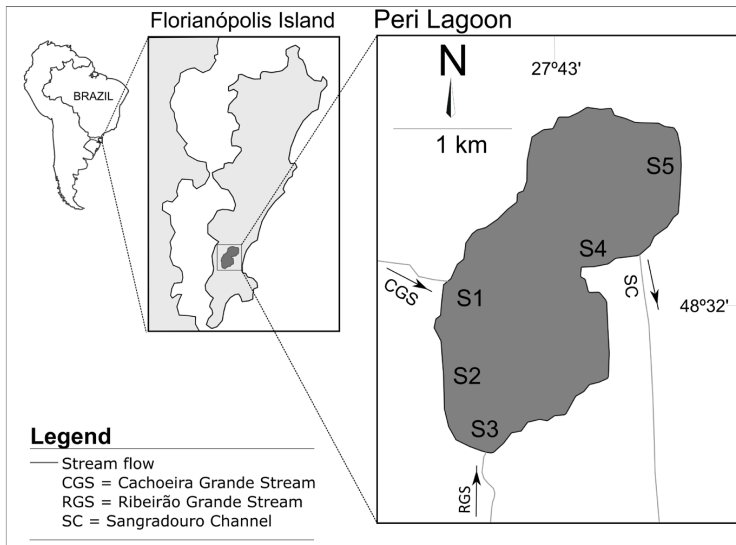 Florianópolis Island
Peri Lagoon
BRAZIL
N
27º43'
1 km
S5
S4
CGS
S1
SC
48º32'
S2
S3
RGS
Legend
Stream flow
CGS = Cachoeira Grande Stream
RGS = Ribeirão Grande Stream
SC = Sangradouro Channel